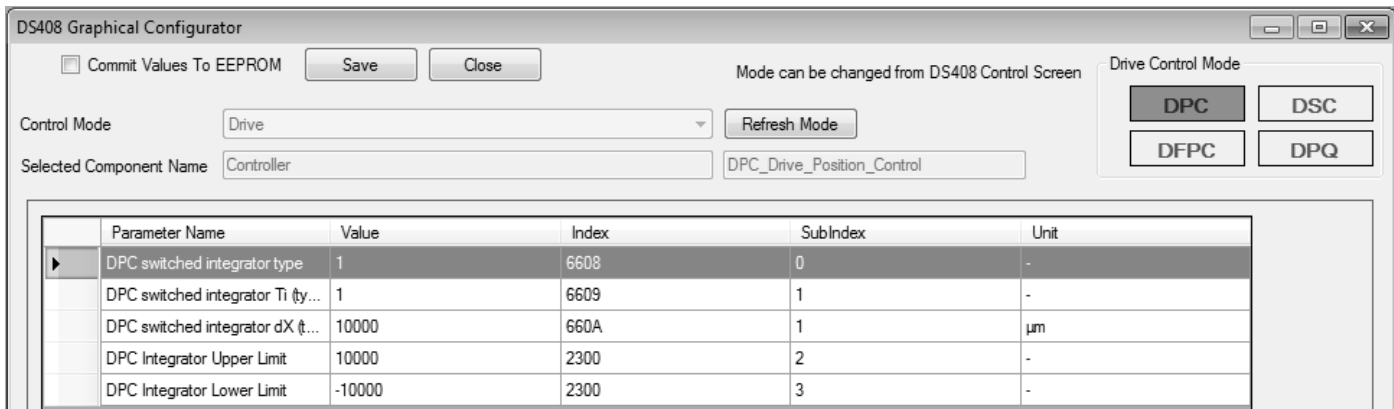 DS408 Graphical Configurator
Commit Values To EEPROM Save Close Mode can be changed from DS408 Control Screen Drive Control Mode
DPC DSC
Control Mode Drive Refresh Mode
DFPC DPQ
Selected Component Name Controller DPC_Drive_Position_Control
Parameter Name Value Index SubIndex Unit
DPC switched integrator type 1 6608 0 -
DPC switched integrator Ti (ty... 1 6609 1 -
DPC switched integrator dX (t... 10000 660A 1 µm
DPC Integrator Upper Limit 10000 2300 2 -
DPC Integrator Lower Limit -10000 2300 3 -